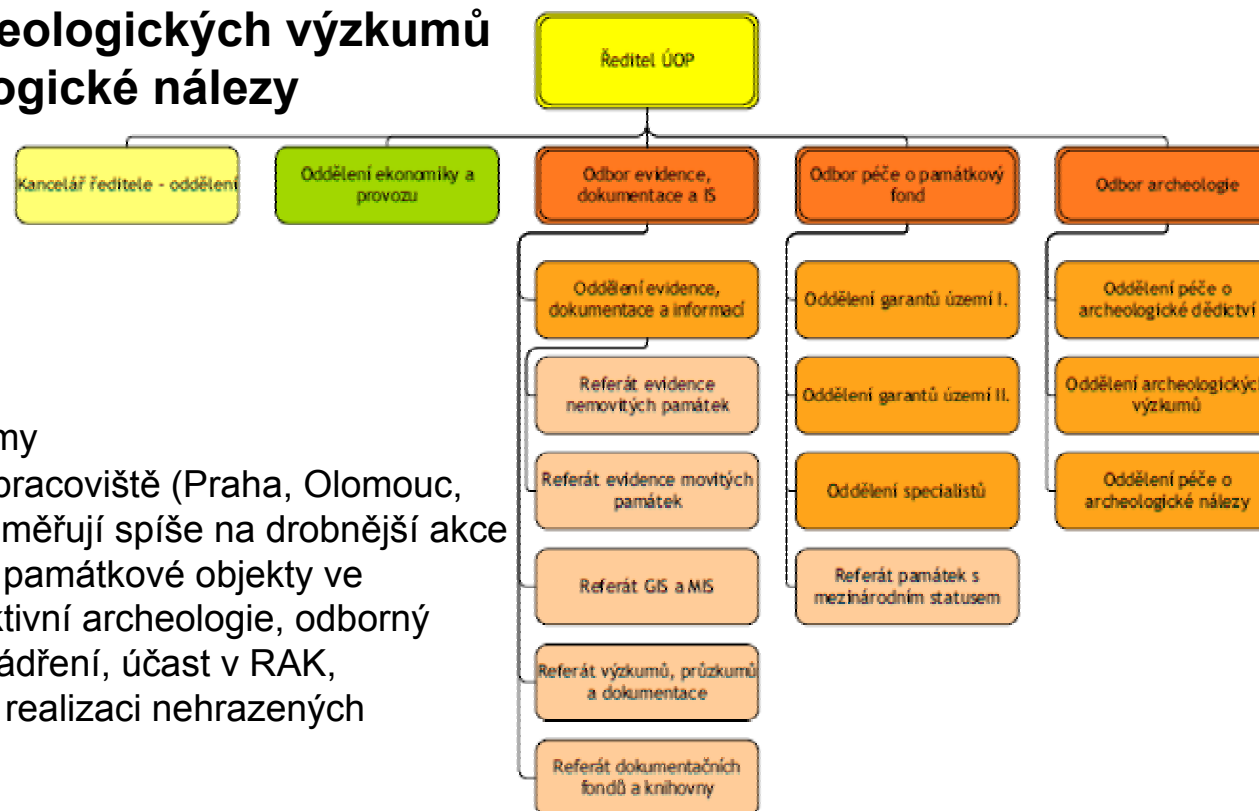 eologických výzkumů
ogické nálezy
Ředitel ÚOP
Kancelář ředitele - oddělení
Oddělení ekonomiky a
provozu
Odbor evidence,
dokumentace a IS
Odbor péče o památkový
fond
Odbor archeologie
Oddělení evidence,
dokumentace a informací
Referát evidence
nemovitých památek
Referát evidence movitých
památek
Referát GIS a MIS
Referát výzkumů, průzkumů
a dokumentace
Referát dokumentačních
fondů a knihovny
Oddělení garantů území I.
Oddělení garantů území II.
Oddělení specialistů
Referát památek s
mezinárodním statusem
Oddělení péče o
archeologické dědictví
Oddělení archeologickýc
výzkumů
Oddělení péče o
archeologické nálezy
my
pracoviště (Praha, Olomouc,
měřují spíše na drobnější akce
památkové objekty ve
ktivní archeologie, odborný
ádření, účast v RAK,
realizaci nehrazených